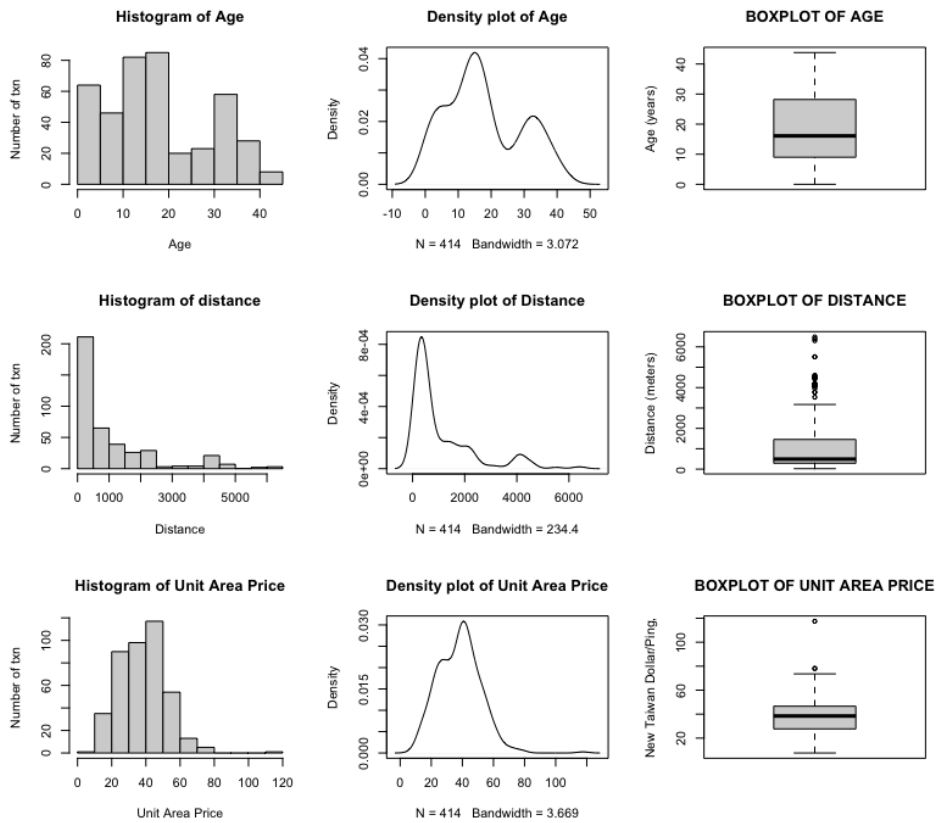 Histogram of Age
Number of txn
0 20 40 60 80
0 10 20 30 40
Age
Density plot of Age
Density
0.00 0.02 0.04
-10 0 10 20 30 40 50
N = 414 Bandwidth = 3.072
BOXPLOT OF AGE
Age (years)
0 10 20 30 40
Histogram of distance
Number of txn
0 50 100 200
0 1000 3000 5000
Distance
Density plot of Distance
Density
0e+00 4e-04 8e-04
0 2000 4000 6000
N = 414 Bandwidth = 234.4
BOXPLOT OF DISTANCE
Distance (meters)
0 2000 4000 6000
Histogram of Unit Area Price
Number of txn
0 20 60 100
0 20 40 60 80 100 120
Unit Area Price
Density plot of Unit Area Price
Density
0.000 0.015 0.030
0 20 40 60 80 100
N = 414 Bandwidth = 3.669
BOXPLOT OF UNIT AREA PRICE
New Taiwan Dollar/Ping,
20 60 100